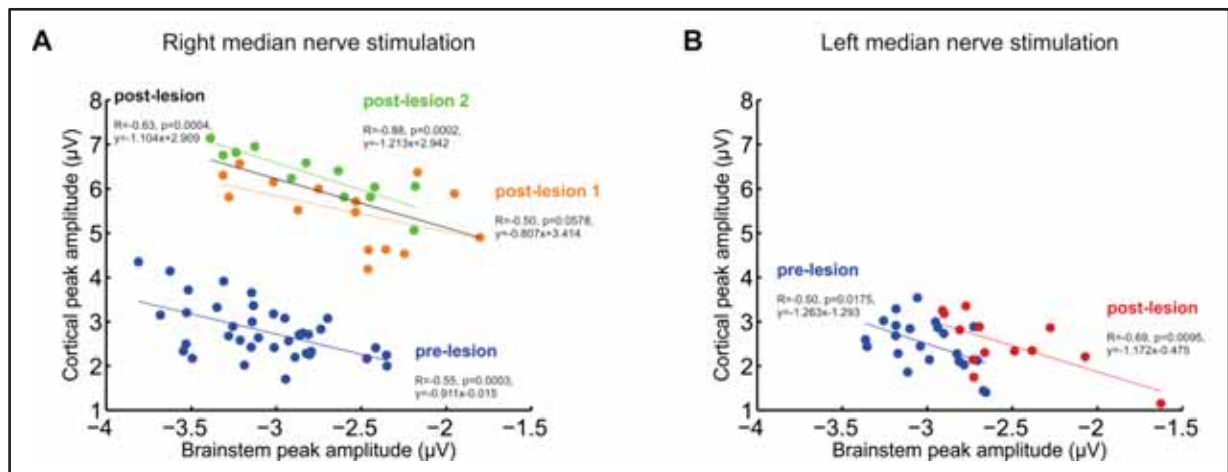 A Right median nerve stimulation
post-lesion
R=-0.63, p=0.0004,
y=-1.104x+2.909
post-lesion 2
R=-0.88, p=0.0002,
y=-1.213x+2.942
post-lesion 1
R=-0.50, p=0.0578,
y=-0.807x+3.414
pre-lesion
R=-0.55, p=0.0003,
y=-0.911x-0.015
Cortical peak amplitude (µV)
8
7
6
5
4
3
2
1
−4 −3.5 −3 −2.5 −2 −1.5
Brainstem peak amplitude (µV)
B Left median nerve stimulation
pre-lesion
R=-0.50, p=0.0175,
y=-1.263x-1.293
post-lesion
R=-0.69, p=0.0095,
y=-1.172x-0.475
Cortical peak amplitude (µV)
8
7
6
5
4
3
2
1
−4 −3.5 −3 −2.5 −2 −1.5
Brainstem peak amplitude (µV)